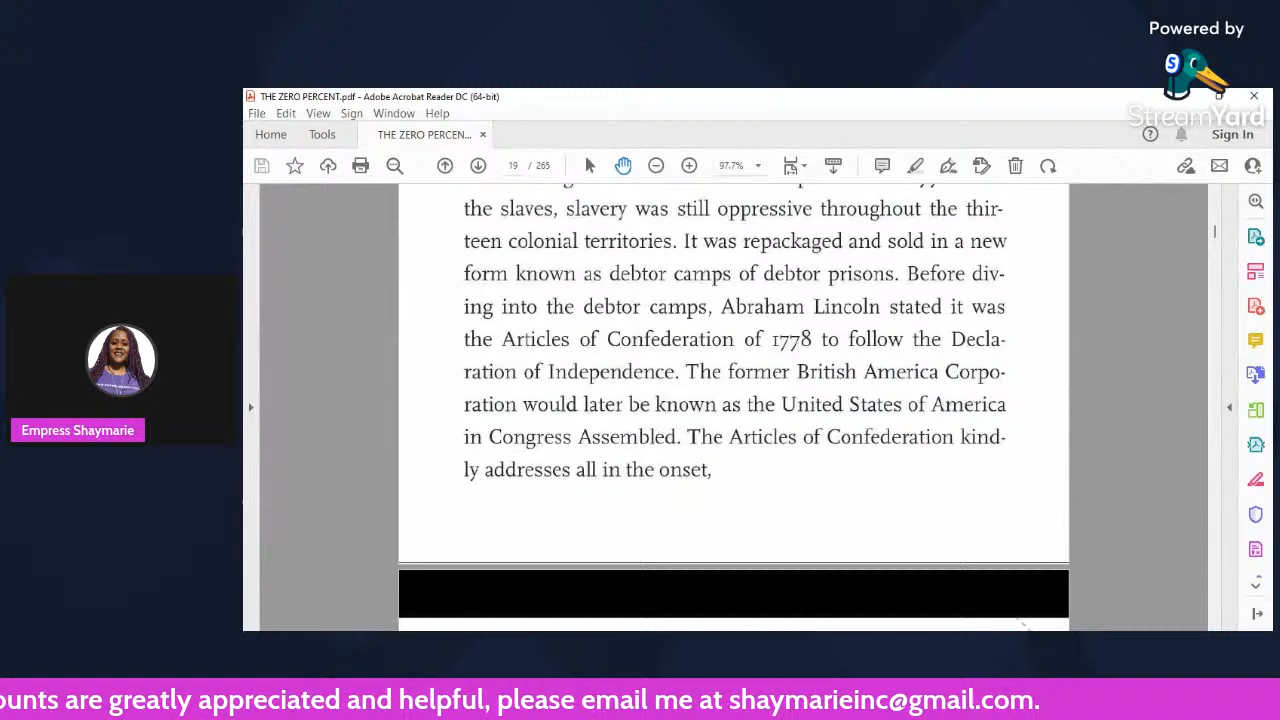 Powered by
StreamYard
THE ZERO PERCENT.pdf - Adobe Acrobat Reader DC (64-bit)
File Edit View Sign Window Help
Home Tools THE ZERO PERCEN... ×
Sign In
19 / 265 97.7%
the slaves, slavery was still oppressive throughout the thir-
teen colonial territories. It was repackaged and sold in a new
form known as debtor camps of debtor prisons. Before div-
ing into the debtor camps, Abraham Lincoln stated it was
the Articles of Confederation of 1778 to follow the Decla-
ration of Independence. The former British America Corpo-
ration would later be known as the United States of America
in Congress Assembled. The Articles of Confederation kind-
ly addresses all in the onset,
Empress Shaymarie
ounts are greatly appreciated and helpful, please email me at shaymarieinc@gmail.com.